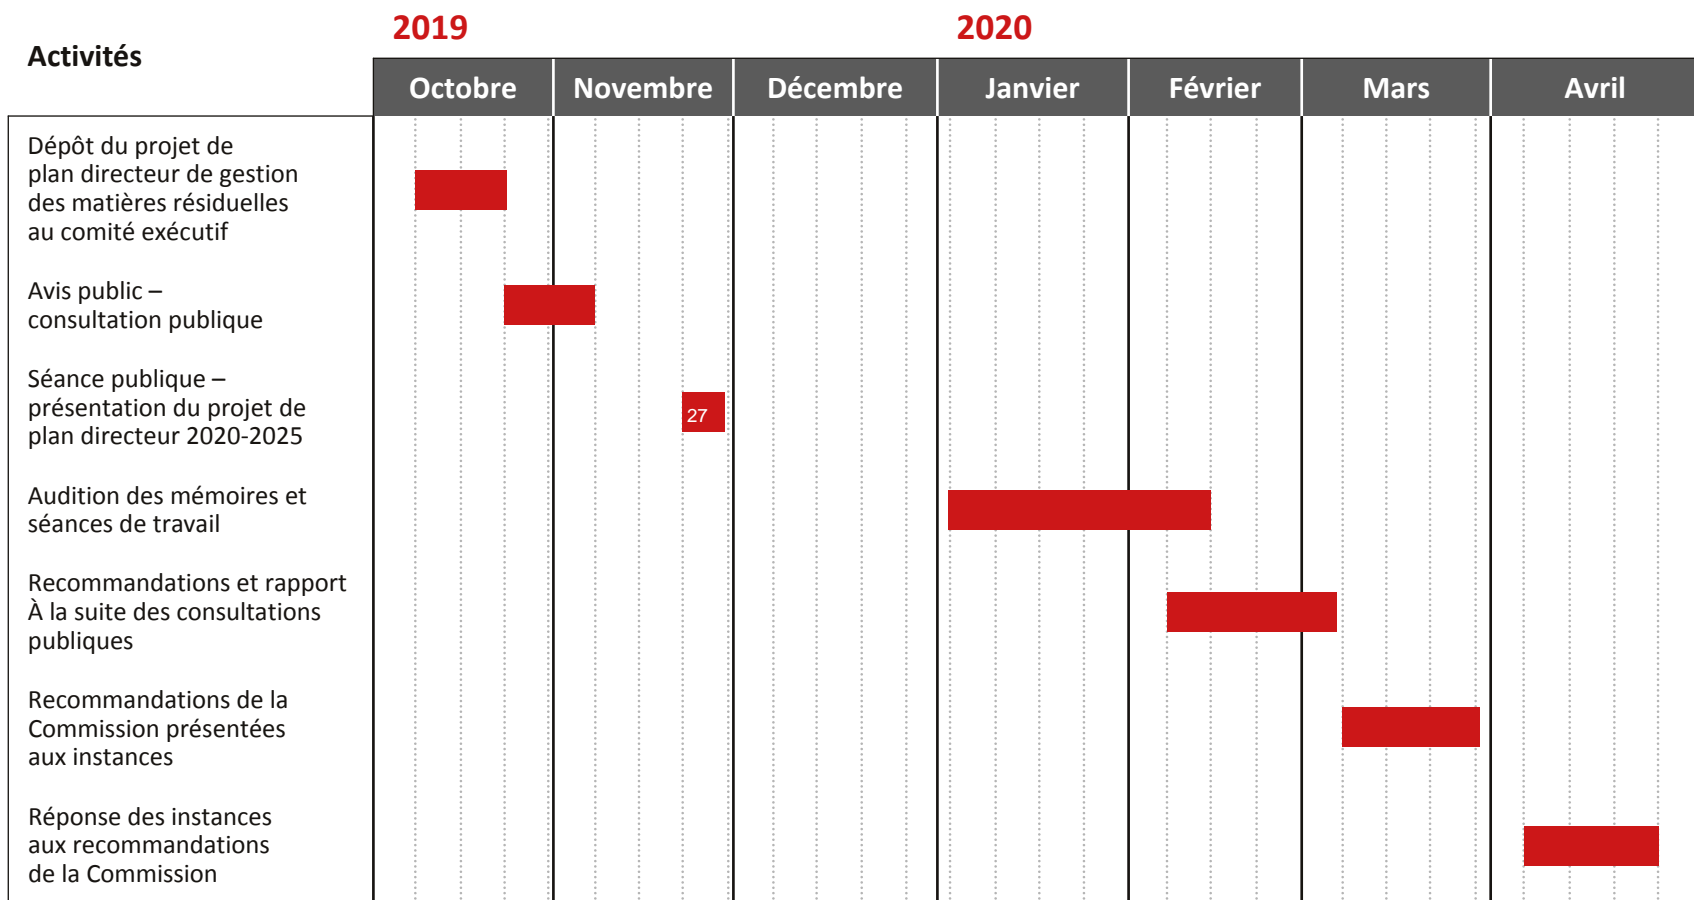 2019
2020
Activités
Octobre
Novembre
Décembre
Janvier
Février
Mars
Avril
Dépôt du projet de
plan directeur de gestion
des matières résiduelles
au comité exécutif
Avis public –
consultation publique
Séance publique –
présentation du projet de
plan directeur 2020-2025
27
Audition des mémoires et
séances de travail
Recommandations et rapport
À la suite des consultations
publiques
Recommandations de la
Commission présentées
aux instances
Réponse des instances
aux recommandations
de la Commission